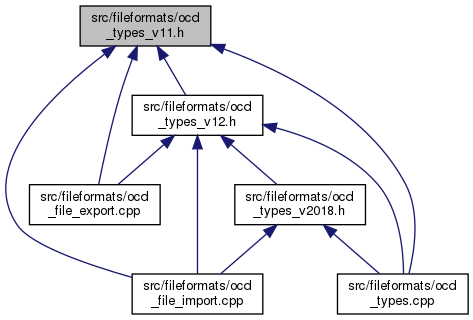 src/fileformats/ocd
_types_v11.h
src/fileformats/ocd
_types_v12.h
src/fileformats/ocd
_file_export.cpp
src/fileformats/ocd
_types_v2018.h
src/fileformats/ocd
_file_import.cpp
src/fileformats/ocd
_types.cpp